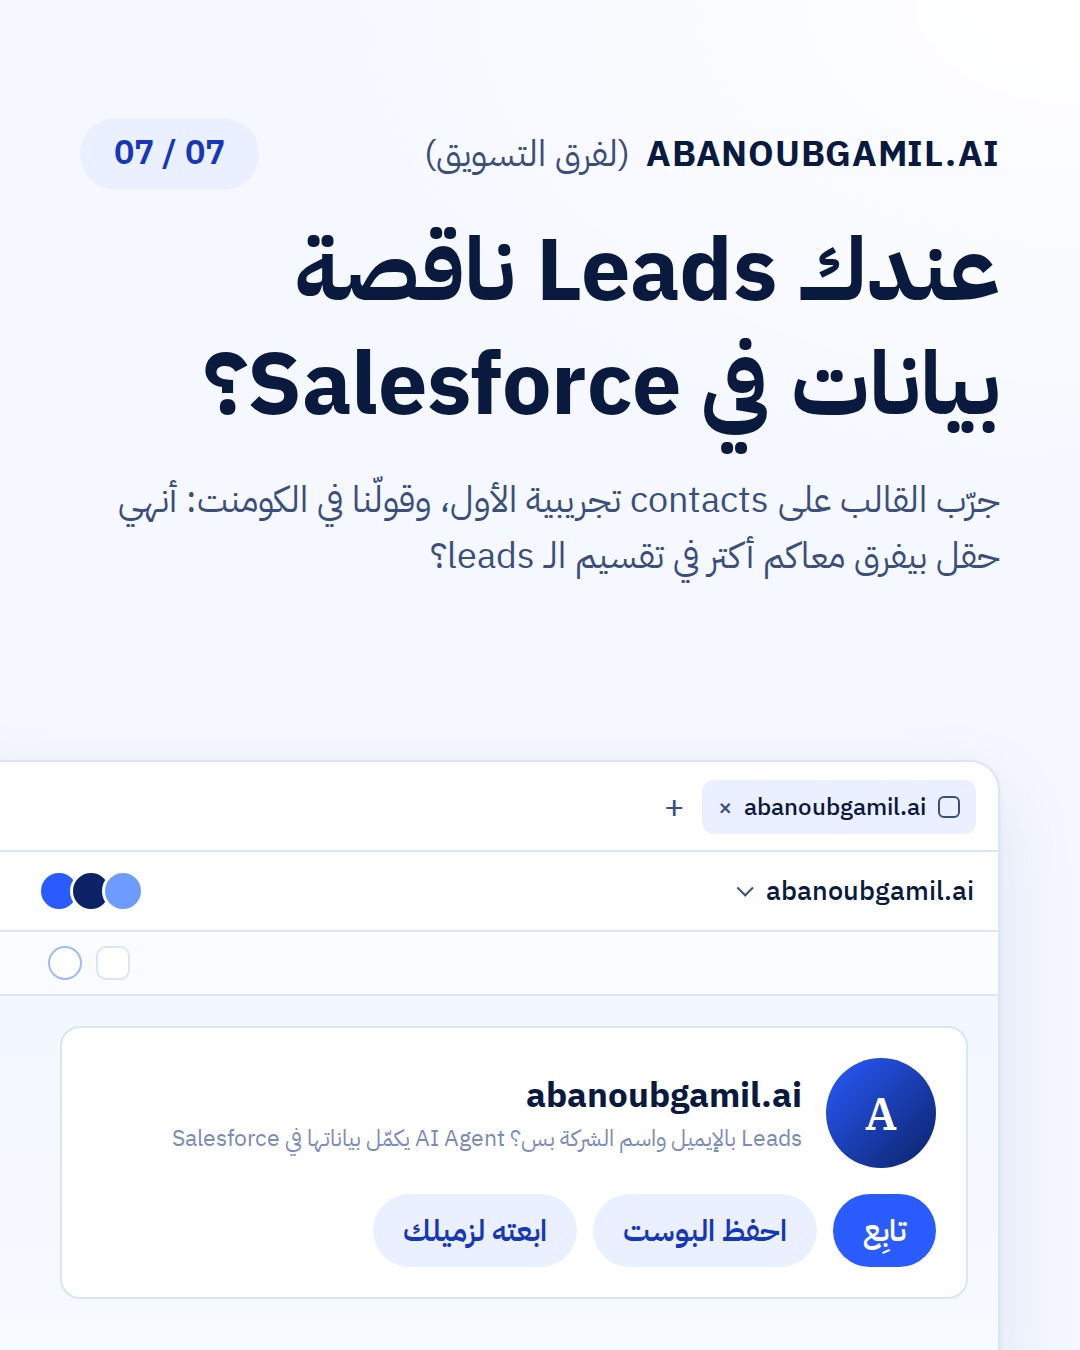 ABANOUBGAMIL.AI (لفرق التسويق)
07 / 07
عندك Leads ناقصة
بيانات في Salesforce؟
جرّب القالب على contacts تجريبية الأول، وقولّنا في الكومنت: أنهي
حقل بيفرق معاكم أكتر في تقسيم الـ leads؟
abanoubgamil.ai × +
abanoubgamil.ai
abanoubgamil.ai
A
Leads بالإيميل واسم الشركة بس؟ AI Agent يكمّل بياناتها في Salesforce
تابِع
احفظ البوست
ابعته لزميلك